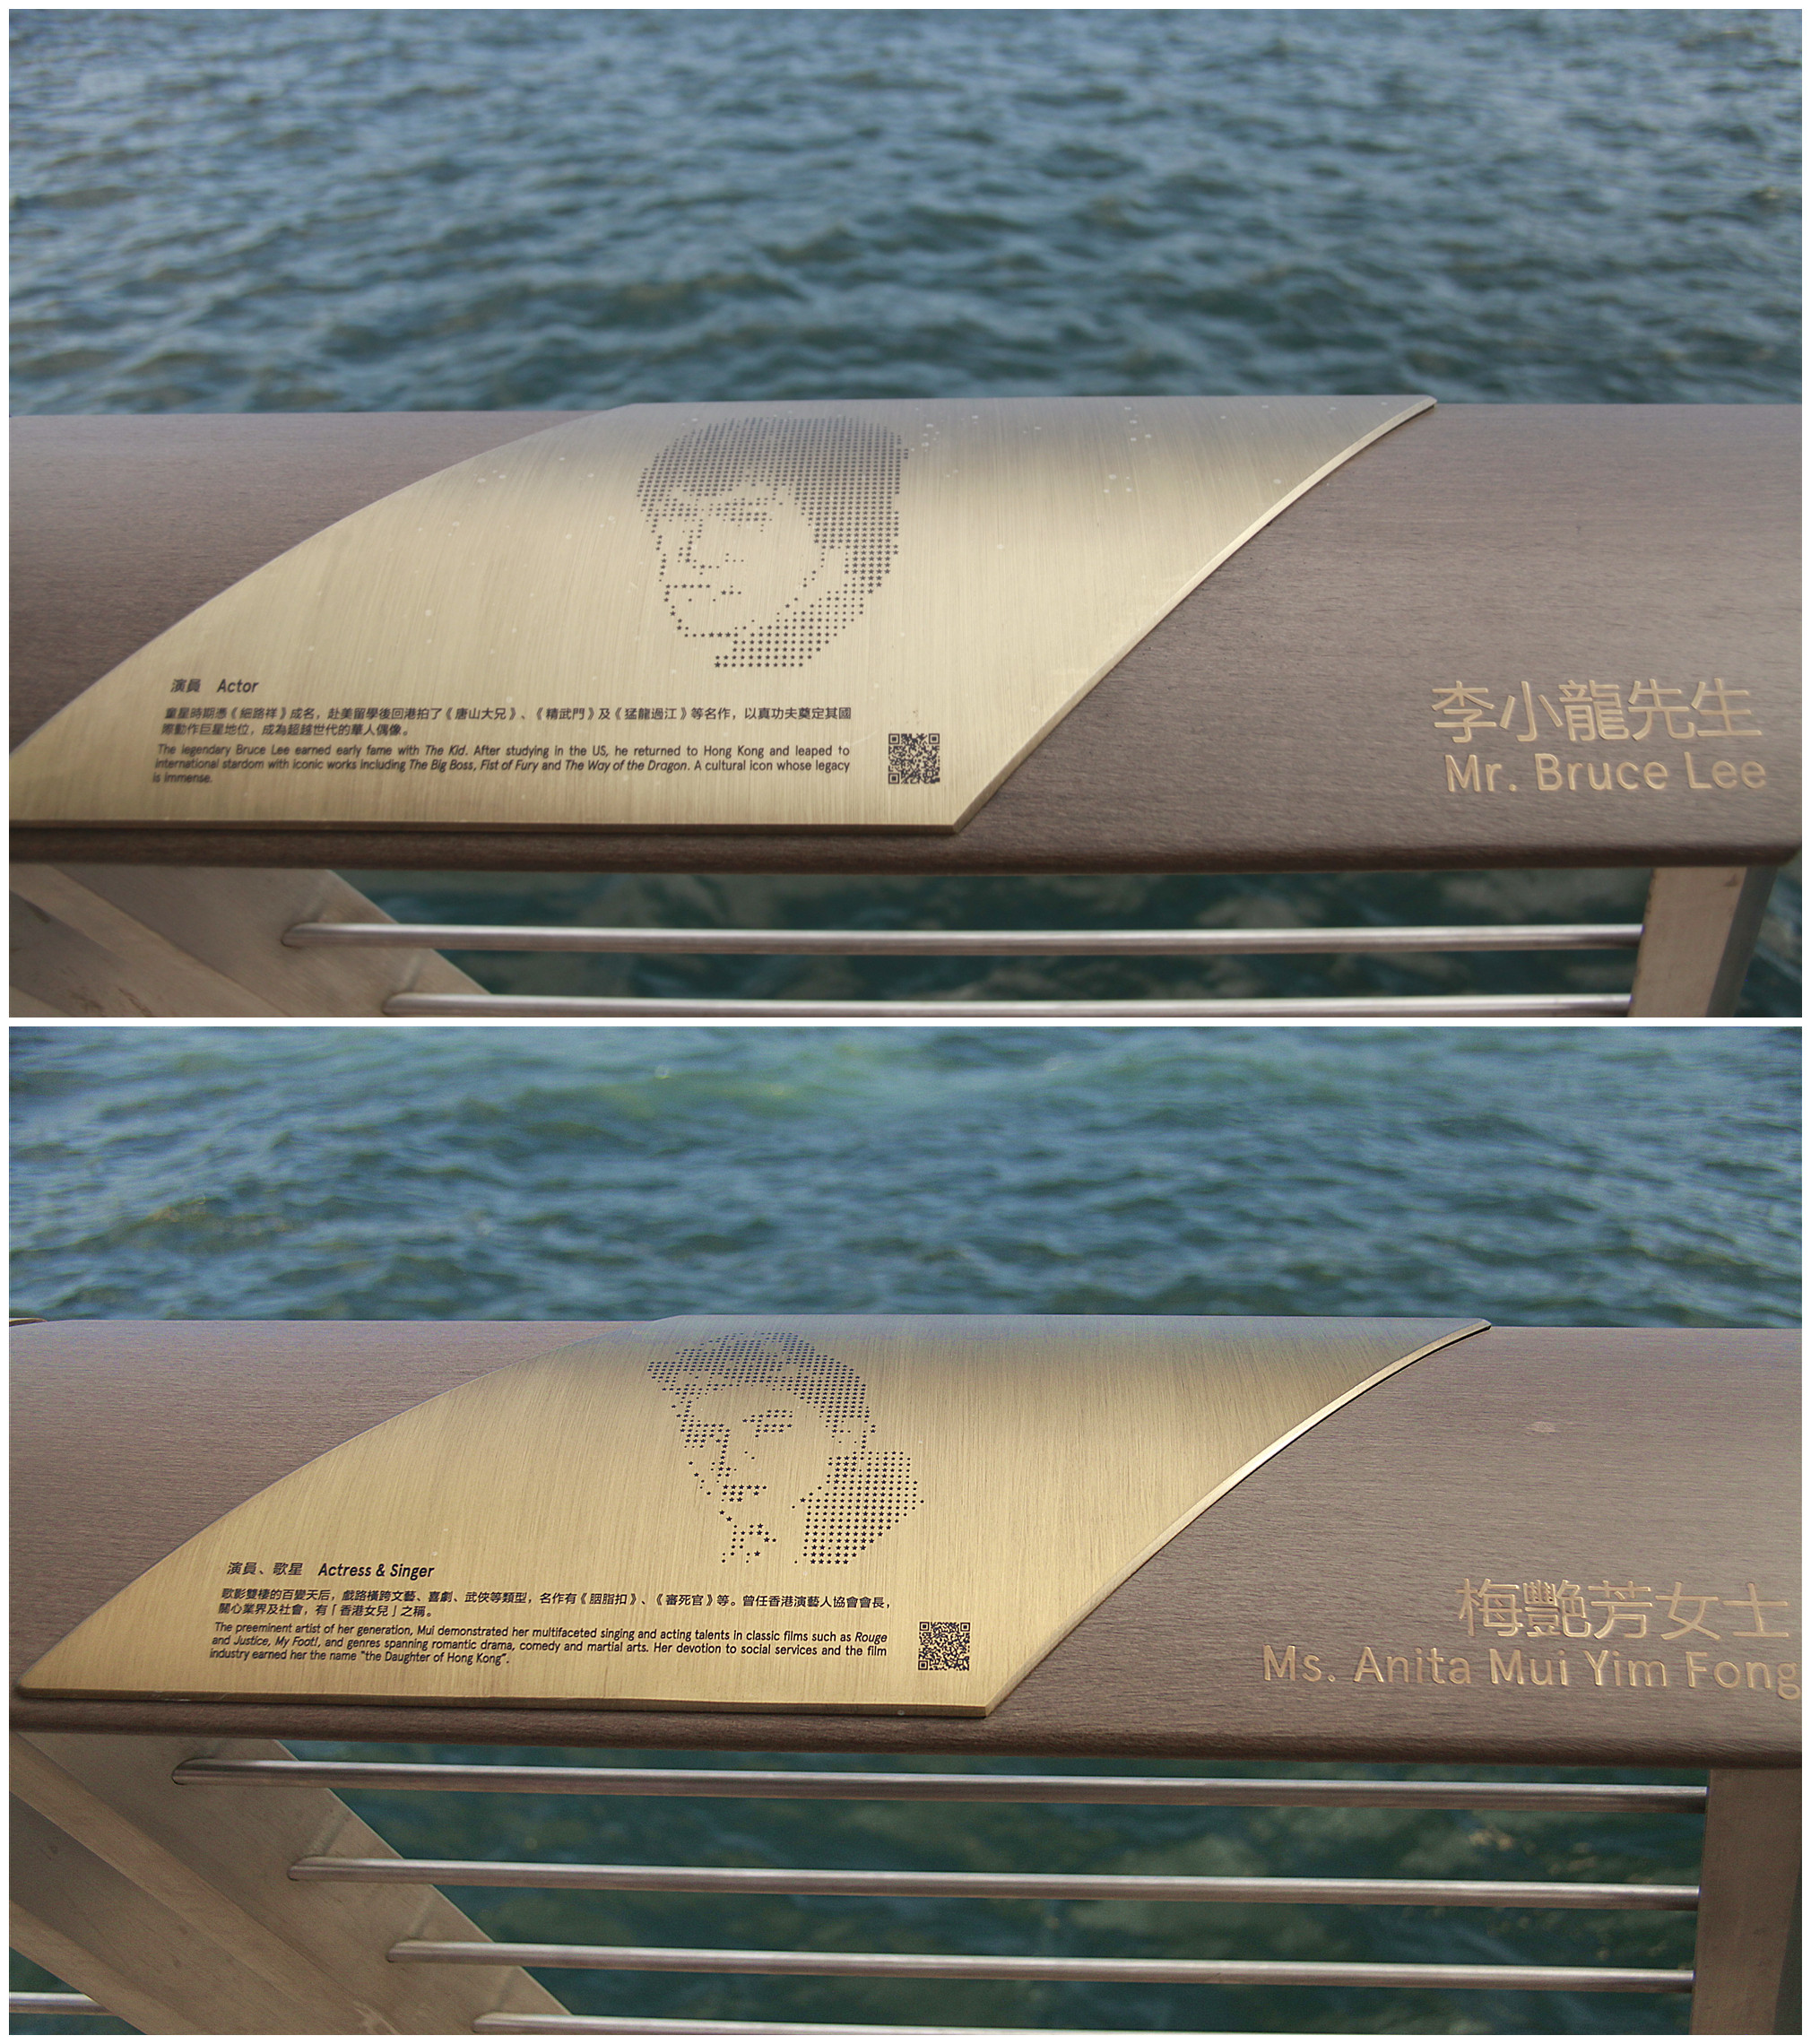 演員 Actor
童星時期憑《細路祥》成名，赴美留學後回港拍了《唐山大兄》、《精武門》及《猛龍過江》等名作，以真功夫奠定其國
際動作巨星地位，成為超越世代的華人偶像。
The legendary Bruce Lee earned early fame with The Kid. After studying in the US, he returned to Hong Kong and leaped to
international stardom with iconic works including The Big Boss, Fist of Fury and The Way of the Dragon. A cultural icon whose legacy
is immense.
李小龍先生
Mr. Bruce Lee
演員、歌星 Actress & Singer
歌影雙棲的百變天后，戲路橫跨文藝、喜劇、武俠等類型，名作有《胭脂扣》、《審死官》等。曾任香港演藝人協會會長，
關心業界及社會，有「香港女兒」之稱。
The preeminent artist of her generation, Mui demonstrated her multifaceted singing and acting talents in classic films such as Rouge
and Justice, My Foot!, and genres spanning romantic drama, comedy and martial arts. Her devotion to social services and the film
industry earned her the name "the Daughter of Hong Kong".
梅艷芳女士
Ms. Anita Mui Yim Fong